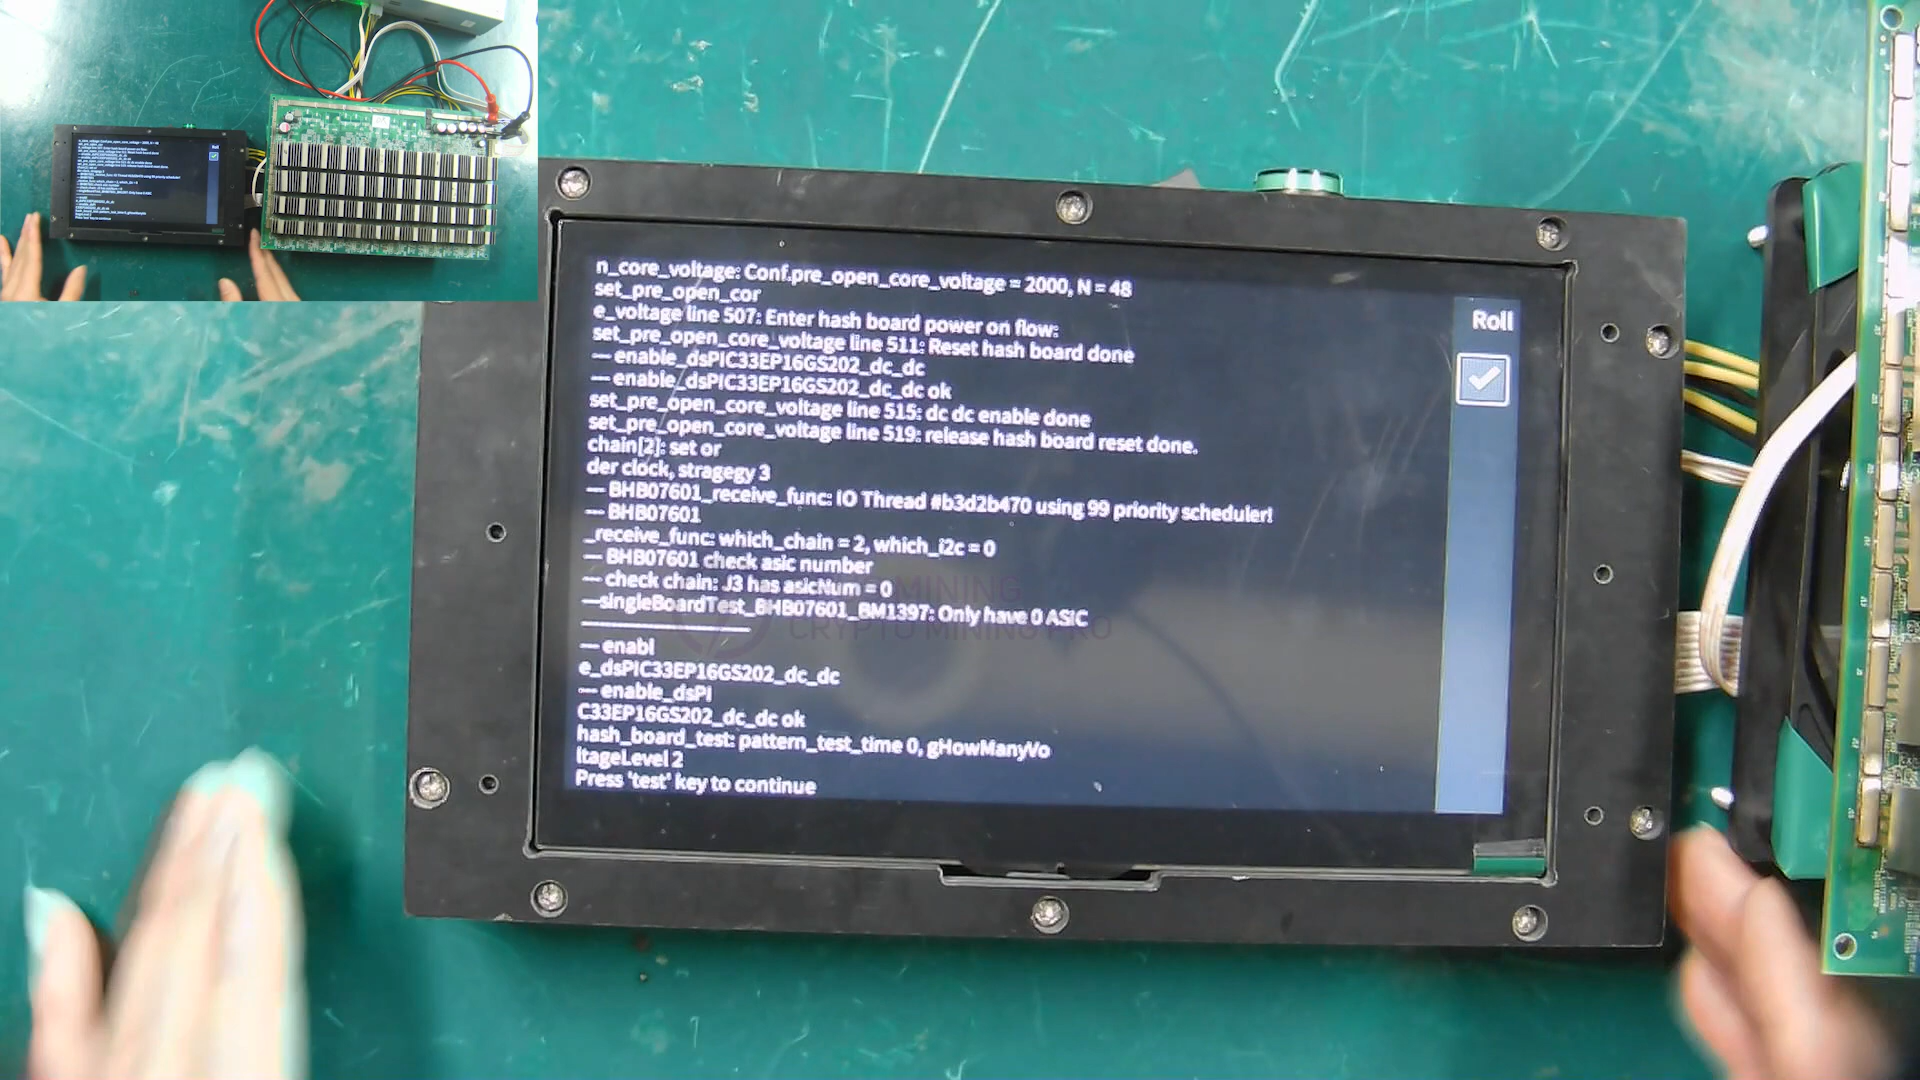 n_core_voltage: Conf.pre_open_core_voltage = 2000, N = 48
set_pre_open_cor
e_voltage line 507: Enter hash board power on flow:
set_pre_open_core_voltage line 511: Reset hash board done
--- enable_dsPIC33EP16GS202_dc_dc
--- enable_dsPIC33EP16GS202_dc_dc ok
set_pre_open_core_voltage line 515: dc dc enable done
set_pre_open_core_voltage line 519: release hash board reset done.
chain[2]: set or
der clock, stragegy 3
--- BHB07601_receive_func: IO Thread #b3d2b470 using 99 priority scheduler!
--- BHB07601
_receive_func: which_chain = 2, which_i2c = 0
--- BHB07601 check asic number
--- check chain: J3 has asicNum = 0
---singleBoardTest_BHB07601_BM1397: Only have 0 ASIC
------------------------
--- enabl
e_dsPIC33EP16GS202_dc_dc
--- enable_dsPI
C33EP16GS202_dc_dc ok
hash_board_test: pattern_test_time 0, gHowManyVo
ltageLevel 2
Press 'test' key to continue
Roll
MINING
CRYPTO MINING PRO